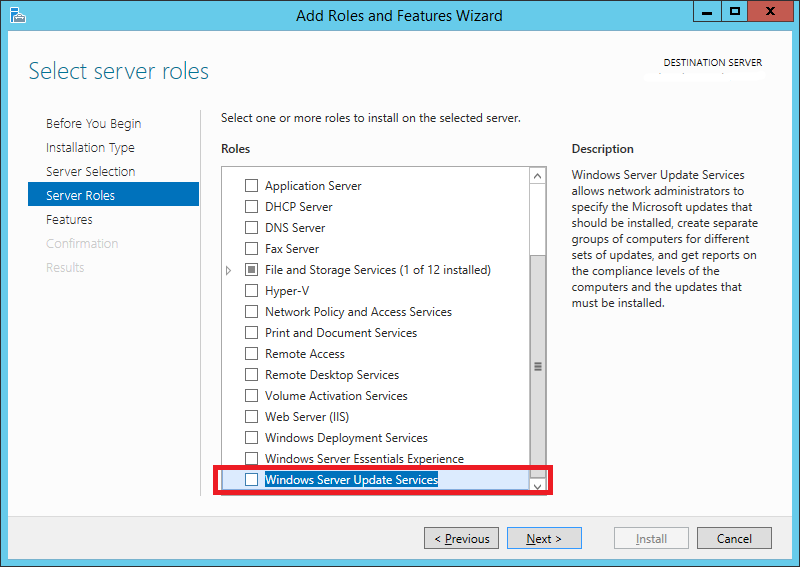 Add Roles and Features Wizard
Select server roles
DESTINATION SERVER
Before You Begin
Installation Type
Server Selection
Server Roles
Features
Confirmation
Results
Select one or more roles to install on the selected server.
Roles
Application Server
DHCP Server
DNS Server
Fax Server
File and Storage Services (1 of 12 installed)
Hyper-V
Network Policy and Access Services
Print and Document Services
Remote Access
Remote Desktop Services
Volume Activation Services
Web Server (IIS)
Windows Deployment Services
Windows Server Essentials Experience
Windows Server Update Services
Description
Windows Server Update Services
allows network administrators to
specify the Microsoft updates that
should be installed, create separate
groups of computers for different
sets of updates, and get reports on
the compliance levels of the
computers and the updates that
must be installed.
< Previous
Next >
Install
Cancel